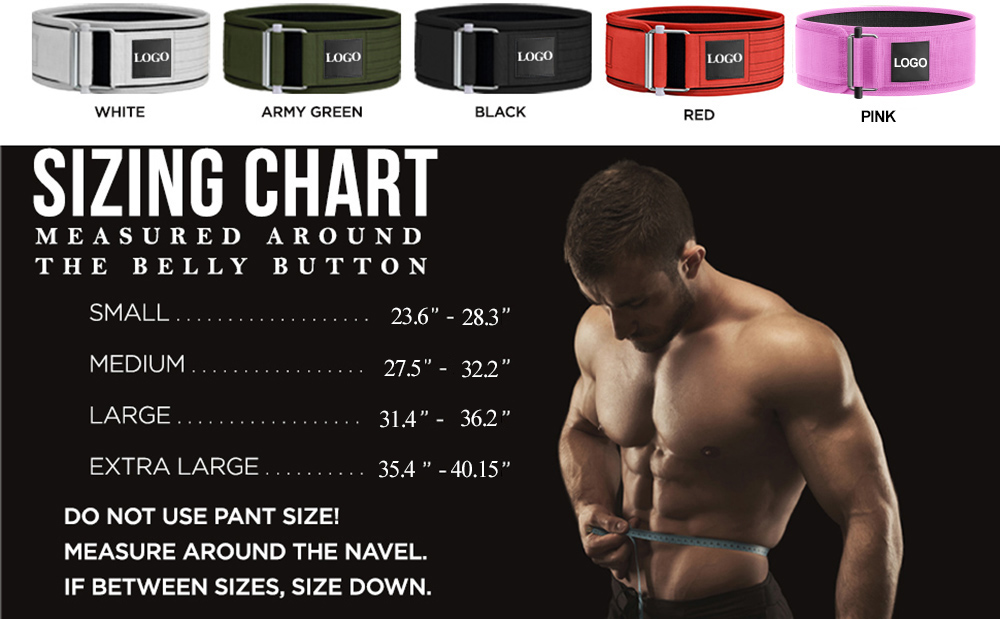 LOGO
LOGO
LOGO
LOGO
LOGO
WHITE
ARMY GREEN
BLACK
RED
PINK
SIZING CHART
MEASURED AROUND
THE BELLY BUTTON
SMALL ................... 23.6" - 28.3"
MEDIUM ................. 27.5" - 32.2"
LARGE .................. 31.4 " - 36.2"
EXTRA LARGE .......... 35.4 " - 40.15"
DO NOT USE PANT SIZE!
MEASURE AROUND THE NAVEL.
IF BETWEEN SIZES, SIZE DOWN.